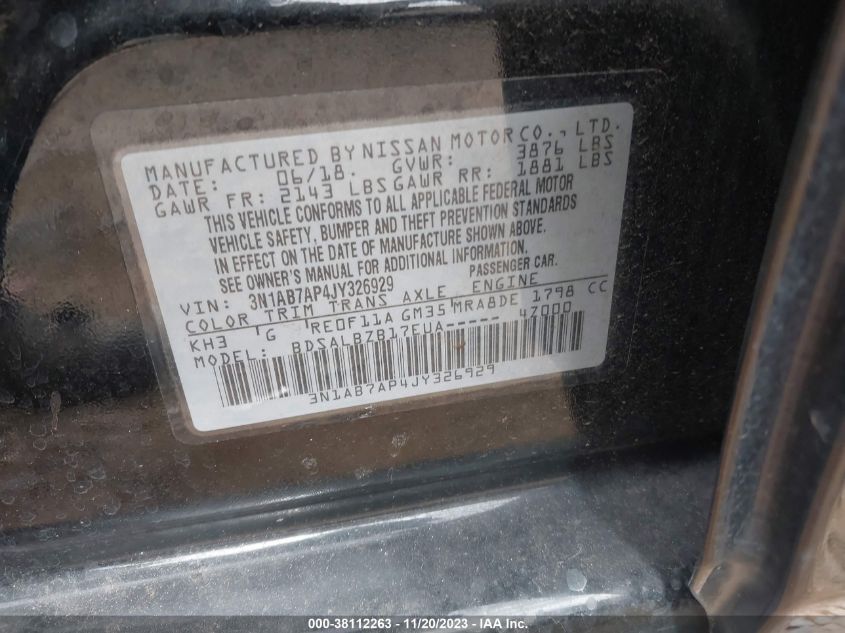 MANUFACTURED BY NISSAN MOTOR CO., LTD.
DATE: 06/18. GVWR: 3876 LBS
GAWR FR: 2143 LBS GAWR RR: 1881 LBS
THIS VEHICLE CONFORMS TO ALL APPLICABLE FEDERAL MOTOR
VEHICLE SAFETY, BUMPER AND THEFT PREVENTION STANDARDS
IN EFFECT ON THE DATE OF MANUFACTURE SHOWN ABOVE.
SEE OWNER'S MANUAL FOR ADDITIONAL INFORMATION.
VIN: 3N1AB7AP4JY326929 PASSENGER CAR.
COLOR TRIM TRANS AXLE ENGINE
KH3 G RE0F11A GM35 MRA8DE 1798 CC
MODEL: BDSALBZB17EUA----- 47000
3N1AB7AP4JY326929
000-38112263 - 11/20/2023 - IAA Inc.